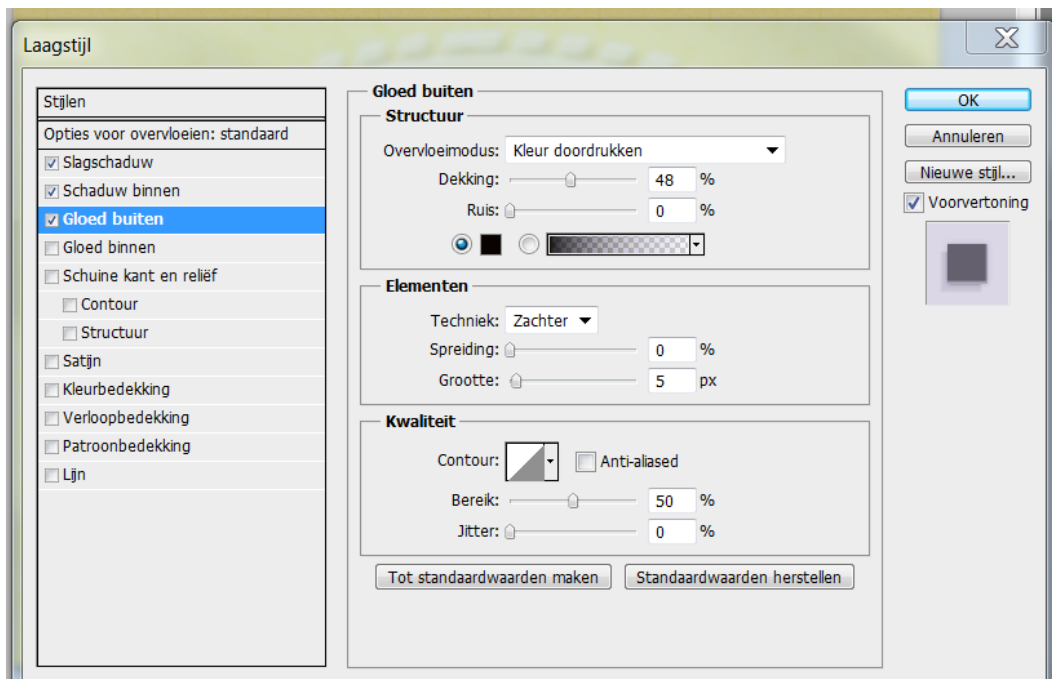 Laagstijl
Stijlen
Opties voor overvloeien: standaard
Slagschaduw
Schaduw binnen
Gloed buiten
Gloed binnen
Schuine kant en reliëf
Contour
Structuur
Satijn
Kleurbedekking
Verloopbedekking
Patroonbedekking
Lijn
Gloed buiten
Structuur
Overvloeimodus: Kleur doordrukken
Dekking: 48 %
Ruis: 0 %
Elementen
Techniek: Zachter
Spreiding: 0 %
Grootte: 5 px
Kwaliteit
Contour: Anti-aliased
Bereik: 50 %
Jitter: 0 %
Tot standaardwaarden maken Standaardwaarden herstellen
OK
Annuleren
Nieuwe stijl...
Voorvertoning